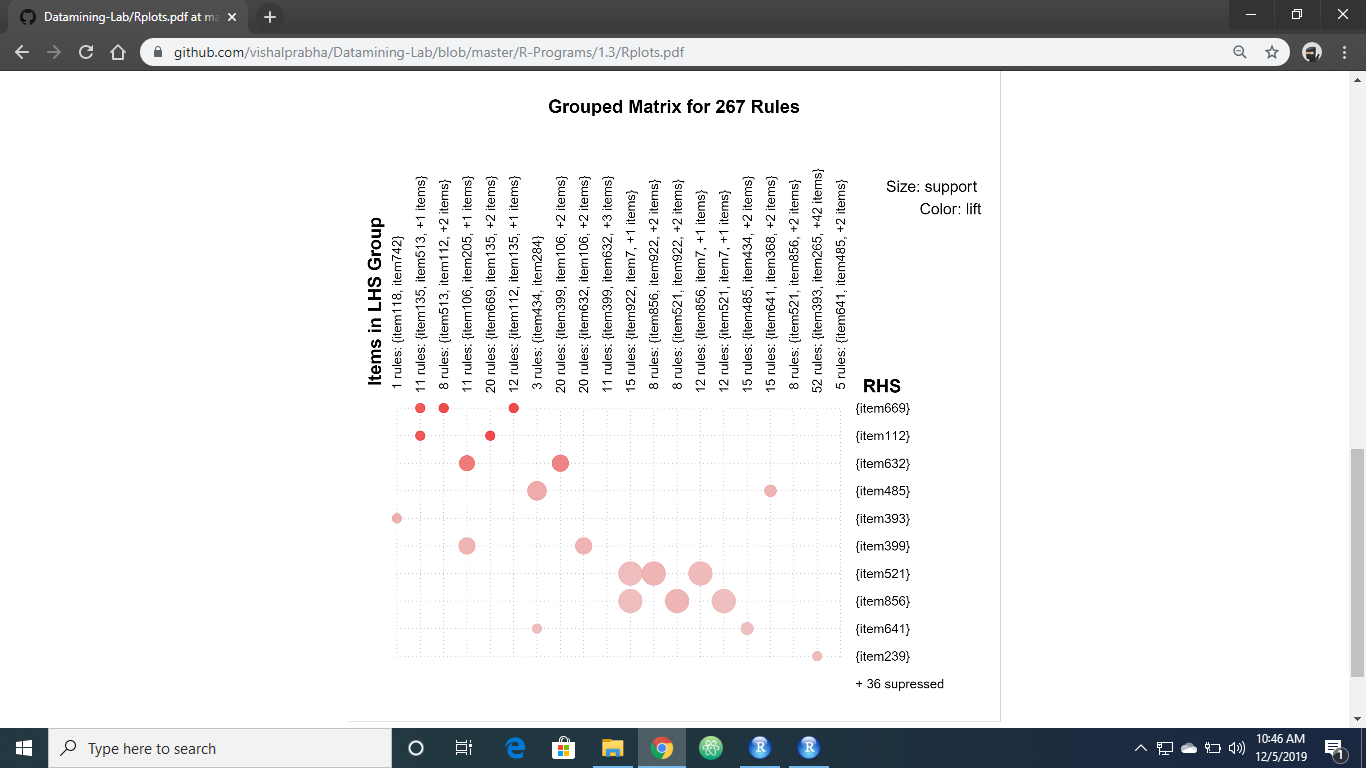 Datamining-Lab/Rplots.pdf at ma
github.com/vishalprabha/Datamining-Lab/blob/master/R-Programs/1.3/Rplots.pdf
Grouped Matrix for 267 Rules
Size: support
Color: lift
Items in LHS Group
1 rules: {item118, item742}
11 rules: {item135, item513, +1 items}
8 rules: {item513, item112, +2 items}
11 rules: {item106, item205, +1 items}
20 rules: {item669, item135, +2 items}
12 rules: {item112, item135, +1 items}
3 rules: {item434, item284}
20 rules: {item399, item106, +2 items}
20 rules: {item632, item106, +2 items}
11 rules: {item399, item632, +3 items}
15 rules: {item922, item7, +1 items}
8 rules: {item856, item922, +2 items}
8 rules: {item521, item922, +2 items}
12 rules: {item856, item7, +1 items}
12 rules: {item521, item7, +1 items}
15 rules: {item485, item434, +2 items}
15 rules: {item641, item368, +2 items}
8 rules: {item521, item856, +2 items}
52 rules: {item393, item265, +42 items}
5 rules: {item641, item485, +2 items}
RHS
{item669}
{item112}
{item632}
{item485}
{item393}
{item399}
{item521}
{item856}
{item641}
{item239}
+ 36 supressed
Type here to search
10:46 AM
12/5/2019
1